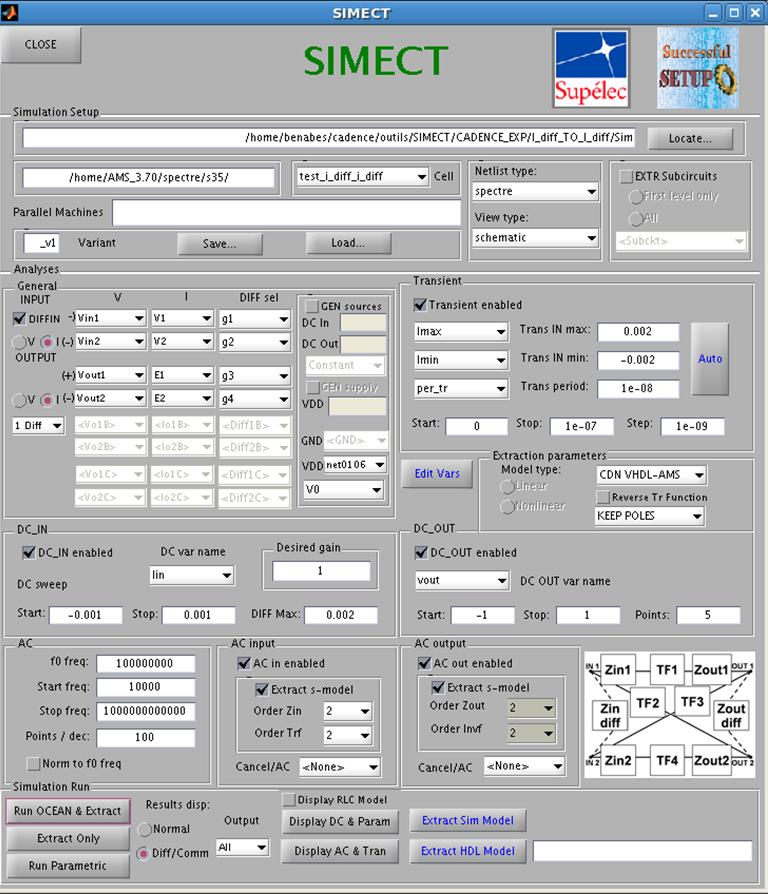 SIMECT
CLOSE
SIMECT
Supélec
Successful
SETUP
Simulation Setup
/home/benabes/cadence/outils/SIMECT/CADENCE_EXP/I_diff_TO_I_diff/Sim
Locate...
/home/AMS_3.70/spectre/s35/
test_i_diff_i_diff
Cell
Netlist type:
spectre
View type:
schematic
EXTR Subcircuits
First level only
All
<Subckt>
Parallel Machines
_v1
Variant
Save...
Load...
Analyses
General
INPUT
V
I
DIFF sel
DIFFIN
-)
Vin1
V1
g1
V
I
(-)
Vin2
V2
g2
OUTPUT
(+)
Vout1
E1
g3
V
I
(-)
Vout2
E2
g4
1 Diff
<Vo1B>
<Io1B>
<Diff1B>
<Vo2B>
<Io2B>
<Diff2B>
<Vo1C>
<Io1C>
<Diff1C>
<Vo2C>
<Io2C>
<Diff2C>
GEN sources
DC In
DC Out
Constant
GEN supply
VDD
GND
<GND>
VDD
net0106
V0
Transient
Transient enabled
Imax
Trans IN max:
0.002
Imin
Trans IN min:
-0.002
per_tr
Trans period:
1e-08
Auto
Start:
0
Stop:
1e-07
Step:
1e-09
Edit Vars
Extraction parameters
Model type:
CDN VHDL-AMS
Linear
Nonlinear
Reverse Tr Function
KEEP POLES
DC_IN
DC_IN enabled
DC var name
Iin
Desired gain
1
DC sweep
Start:
-0.001
Stop:
0.001
DIFF Max:
0.002
DC_OUT
DC_OUT enabled
vout
DC OUT var name
Start:
-1
Stop:
1
Points:
5
AC
f0 freq:
100000000
Start freq:
10000
Stop freq:
1000000000000
Points / dec:
100
Norm to f0 freq
AC input
AC in enabled
Extract s-model
Order Zin
2
Order Trf
2
Cancel/AC
<None>
AC output
AC out enabled
Extract s-model
Order Zout
2
Order Invf
2
Cancel/AC
<None>
IN 1
Zin1
TF1
Zout1
OUT 1
Zin
diff
TF2
TF3
Zout
diff
IN 2
Zin2
TF4
Zout2
OUT 2
Simulation Run
Run OCEAN & Extract
Extract Only
Run Parametric
Results disp:
Normal
Diff/Comm
Output
All
Display RLC Model
Display DC & Param
Display AC & Tran
Extract Sim Model
Extract HDL Model